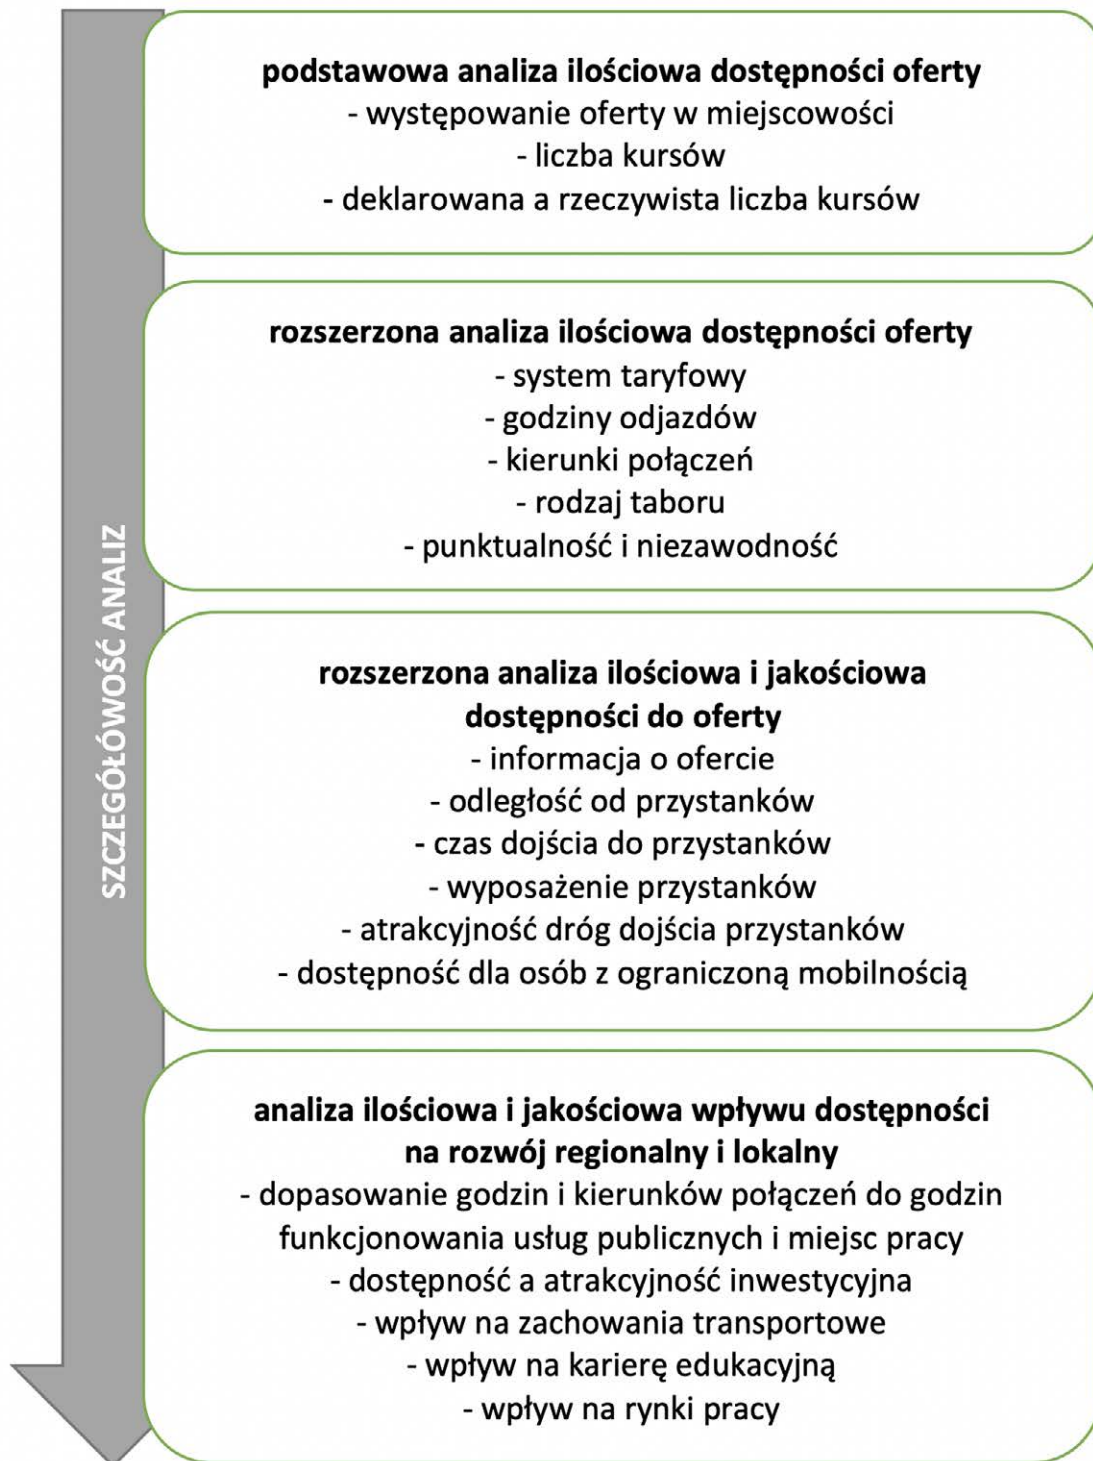 podstawowa analiza ilościowa dostępności oferty
- występowanie oferty w miejscowości
- liczba kursów
- deklarowana a rzeczywista liczba kursów
rozszerzona analiza ilościowa dostępności oferty
- system taryfowy
- godziny odjazdów
- kierunki połączeń
- rodzaj taboru
- punktualność i niezawodność
SZCZEGÓŁÓWOŚĆ ANALIZ
rozszerzona analiza ilościowa i jakościowa
dostępności do oferty
- informacja o ofercie
- odległość od przystanków
- czas dojścia do przystanków
- wyposażenie przystanków
- atrakcyjność dróg dojścia przystanków
- dostępność dla osób z ograniczoną mobilnością
analiza ilościowa i jakościowa wpływu dostępności
na rozwój regionalny i lokalny
- dopasowanie godzin i kierunków połączeń do godzin
funkcjonowania usług publicznych i miejsc pracy
- dostępność a atrakcyjność inwestycyjna
- wpływ na zachowania transportowe
- wpływ na karierę edukacyjną
- wpływ na rynki pracy